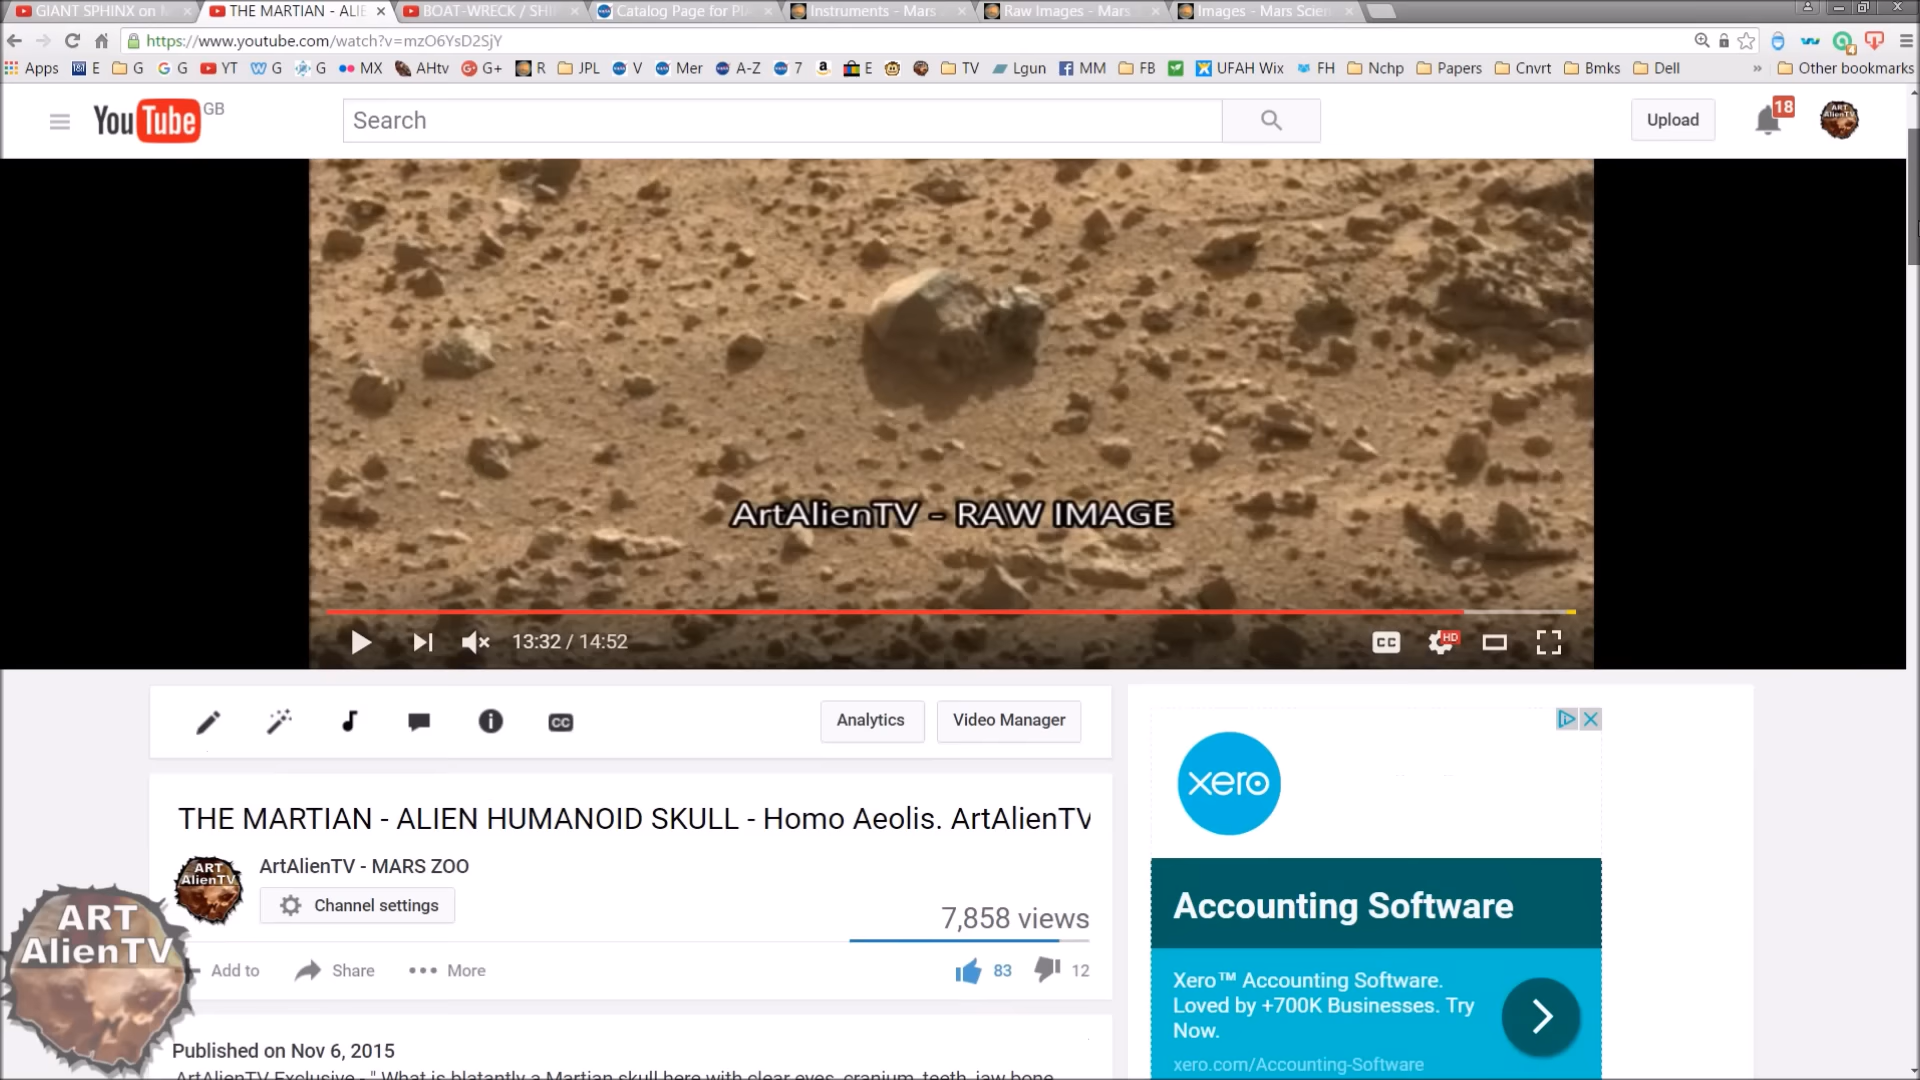 GIANT SPHINX on
THE MARTIAN - ALIE
BOAT-WRECK / SHI
Catalog Page for PI
Instruments - Mars
Raw Images - Mars
Images - Mars Scien
https://www.youtube.com/watch?v=mzO6YsD2SjY
Apps
E
G
G
YT
G
G
MX
AHtv
G+
R
JPL
V
Mer
A-Z
7
E
TV
Lgun
MM
FB
UFAH Wix
FH
Nchp
Papers
Cnvrt
Bmks
Dell
»
Other bookmarks
YouTube GB
Search
Upload
18
ArtAlienTV - RAW IMAGE
13:32 / 14:52
CC
HD
CC
Analytics
Video Manager
THE MARTIAN - ALIEN HUMANOID SKULL - Homo Aeolis. ArtAlienTV
ART
AlienTV
ArtAlienTV - MARS ZOO
Channel settings
7,858 views
Add to
Share
More
83
12
Published on Nov 6, 2015
ArtAlienTV Exclusive - " What is blatantly a Martian skull here with clear eyes, cranium, teeth, jaw bone
ART
AlienTV
xero
Accounting Software
Xero™ Accounting Software.
Loved by +700K Businesses. Try
Now.
xero.com/Accounting-Software